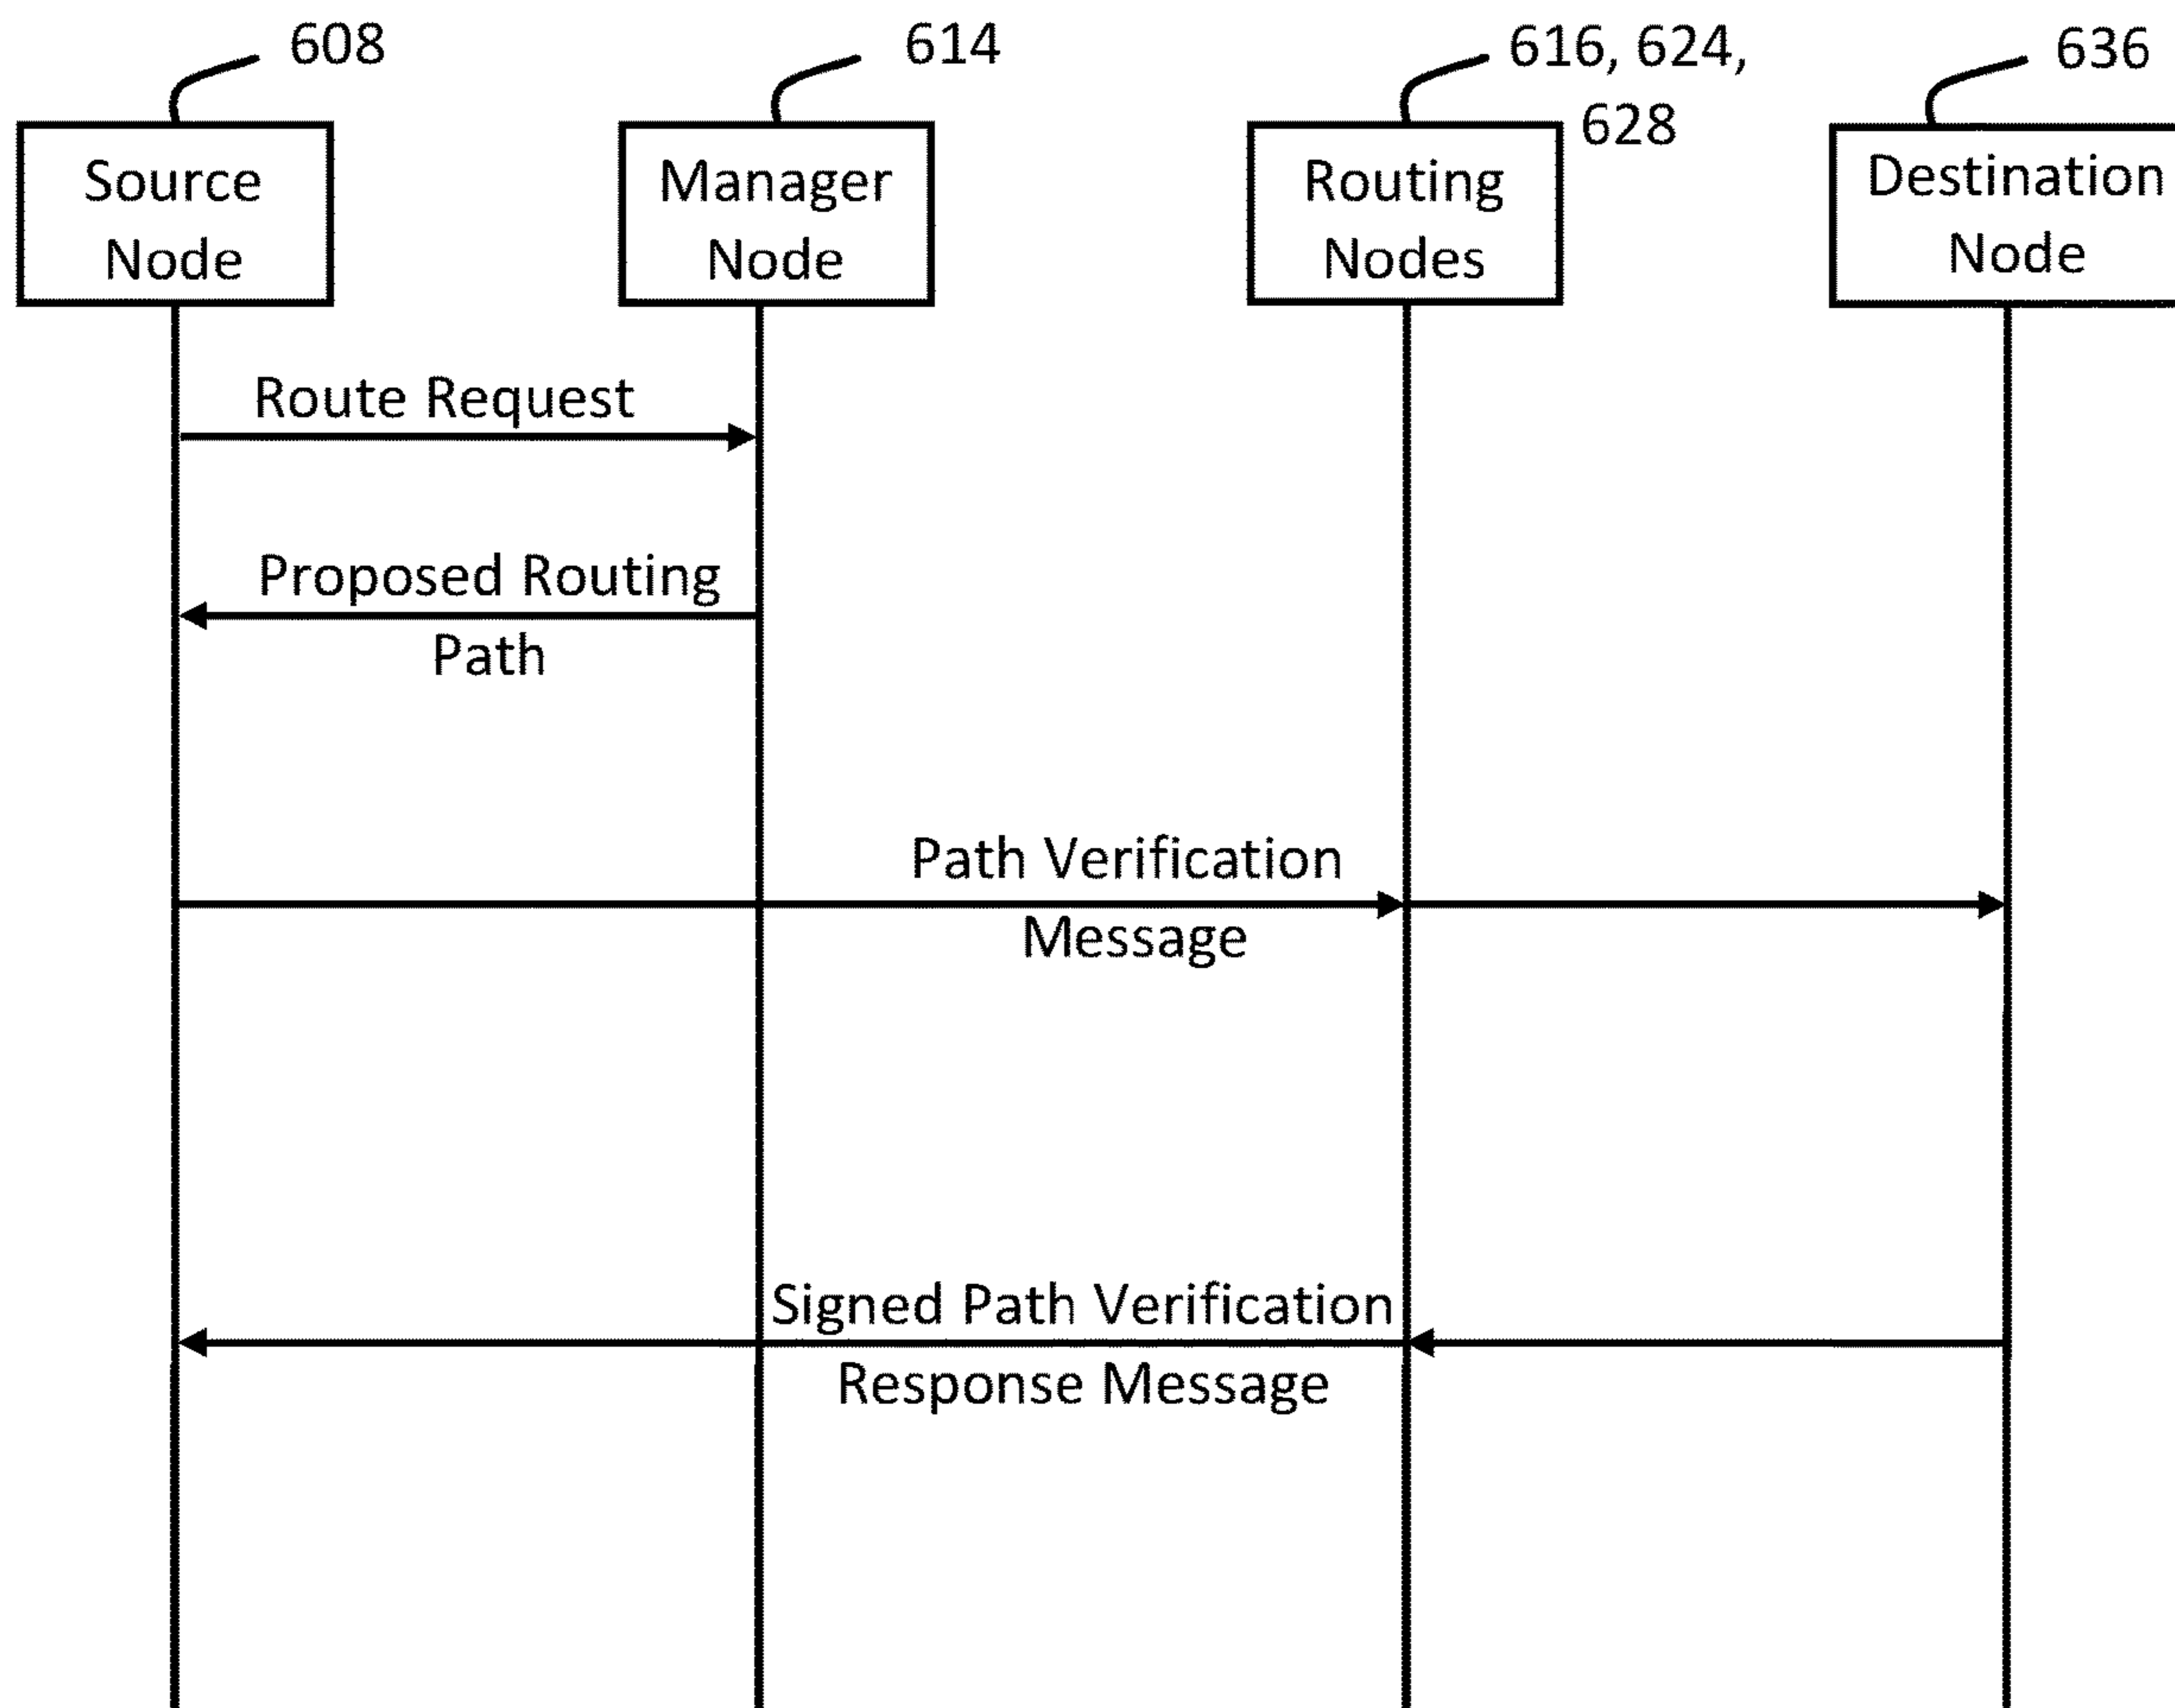 608
614
616, 624,
628
636
Source
Node
Manager
Node
Routing
Nodes
Destination
Node
Route Request
Proposed Routing
Path
Path Verification
Message
Signed Path Verification
Response Message